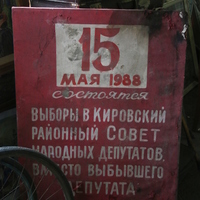 15
МАЯ 1988
состоятся
ВЫБОРЫ В КИРОВСКИЙ
РАЙОННЫЙ СОВЕТ
НАРОДНЫХ ДЕПУТАТОВ,
ВМЕСТО ВЫБЫВШЕГО
ДЕПУТАТА